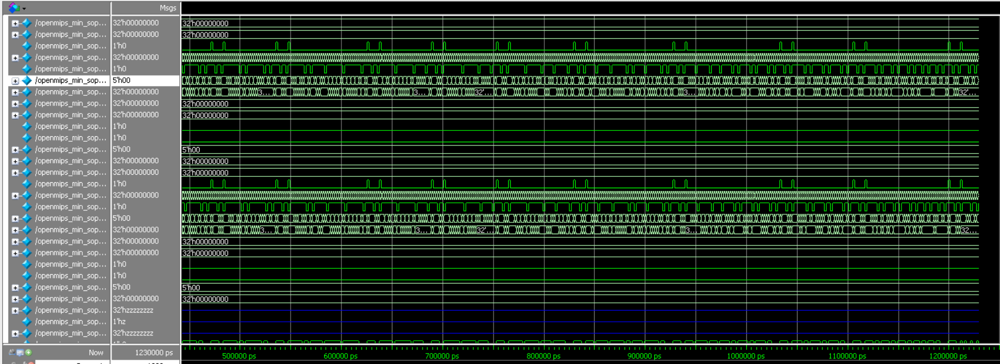 Msgs
/openmips_min_sop... 32'h00000000 32'h00000000
/openmips_min_sop... 32'h00000000 32'h00000000
/openmips_min_sop... 1'h0
/openmips_min_sop... 32'h00000000
/openmips_min_sop... 1'h0
/openmips_min_sop... 5'h00
/openmips_min_sop... 32'h00000000 3... 3... 32'... 3... 32'...
/openmips_min_sop... 32'h00000000 32'h00000000
/openmips_min_sop... 32'h00000000 32'h00000000
/openmips_min_sop... 1'h0
/openmips_min_sop... 1'h0
/openmips_min_sop... 5'h00 5'h00
/openmips_min_sop... 32'h00000000 32'h00000000
/openmips_min_sop... 32'h00000000 32'h00000000
/openmips_min_sop... 1'h0
/openmips_min_sop... 32'h00000000
/openmips_min_sop... 1'h0
/openmips_min_sop... 5'h00
/openmips_min_sop... 32'h00000000 3... 3... 32'... 3... 32...
/openmips_min_sop... 32'h00000000 32'h00000000
/openmips_min_sop... 32'h00000000 32'h00000000
/openmips_min_sop... 1'h0
/openmips_min_sop... 1'h0
/openmips_min_sop... 5'h00 5'h00
/openmips_min_sop... 32'h00000000 32'h00000000
/openmips_min_sop... 32'hzzzzzzzz
/openmips_min_sop... 1'hz
/openmips_min_sop... 32'hzzzzzzzz
Now 1230000 ps 500000 ps 600000 ps 700000 ps 800000 ps 900000 ps 1000000 ps 1100000 ps 1200000 ps